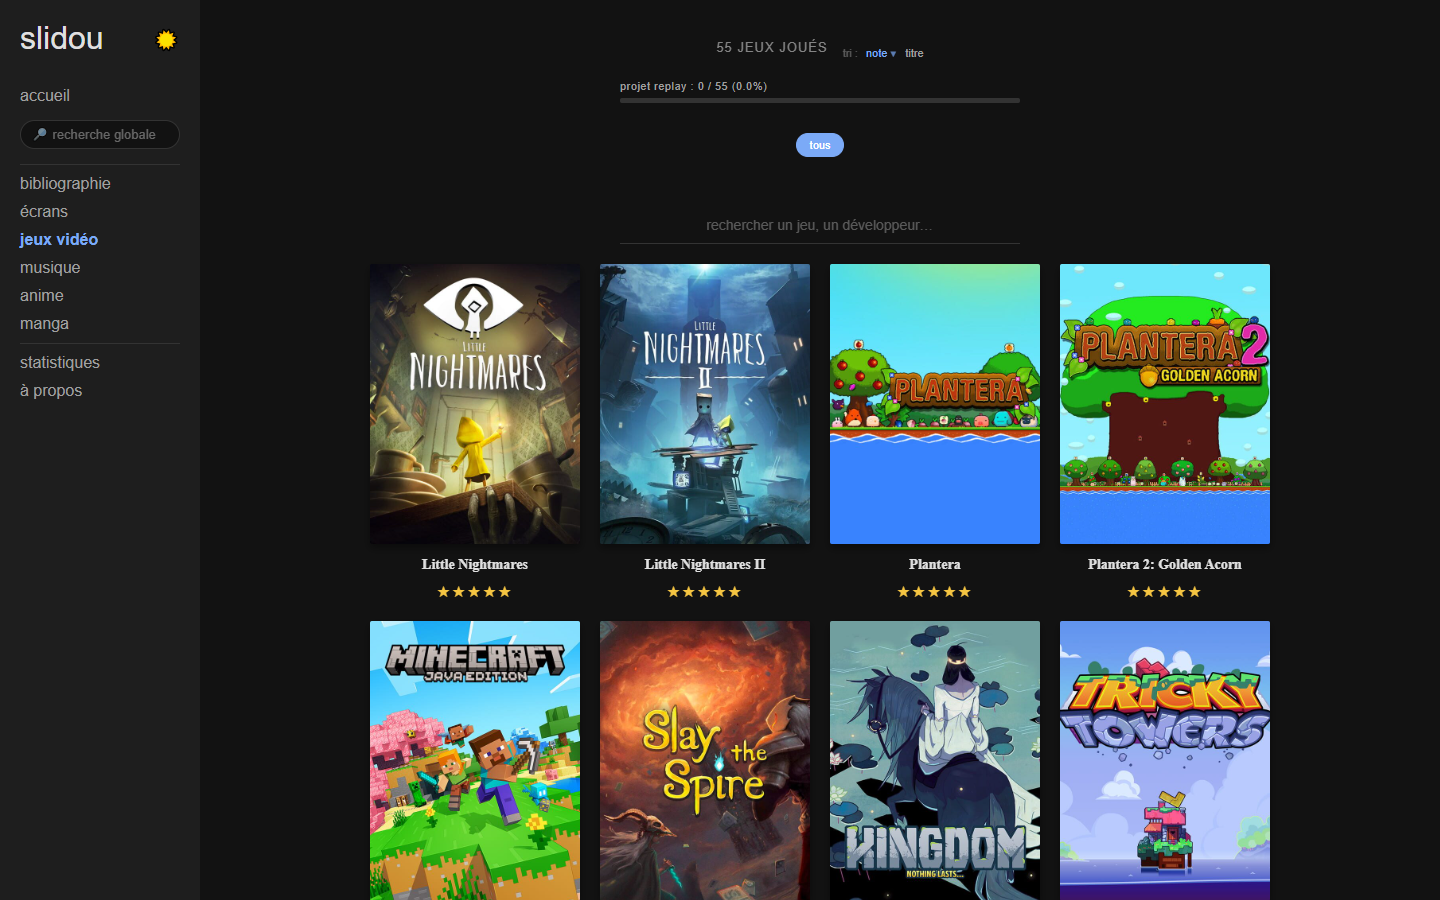 slidou
accueil
recherche globale
bibliographie
écrans
jeux vidéo
musique
anime
manga
statistiques
à propos
55 JEUX JOUÉS
tri : note ▾ titre
projet replay : 0 / 55 (0.0%)
tous
rechercher un jeu, un développeur...
LITTLE
NIGHTMARES
LITTLE
NIGHTMARES
II
PLANTERA
PLANTERA 2
GOLDEN ACORN
Little Nightmares
Little Nightmares II
Plantera
Plantera 2: Golden Acorn
★★★★★
★★★★★
★★★★★
★★★★★
MINECRAFT
JAVA EDITION
Slay the
Spire
KINGDOM
NOTHING LASTS...
TRICKY
TOWERS